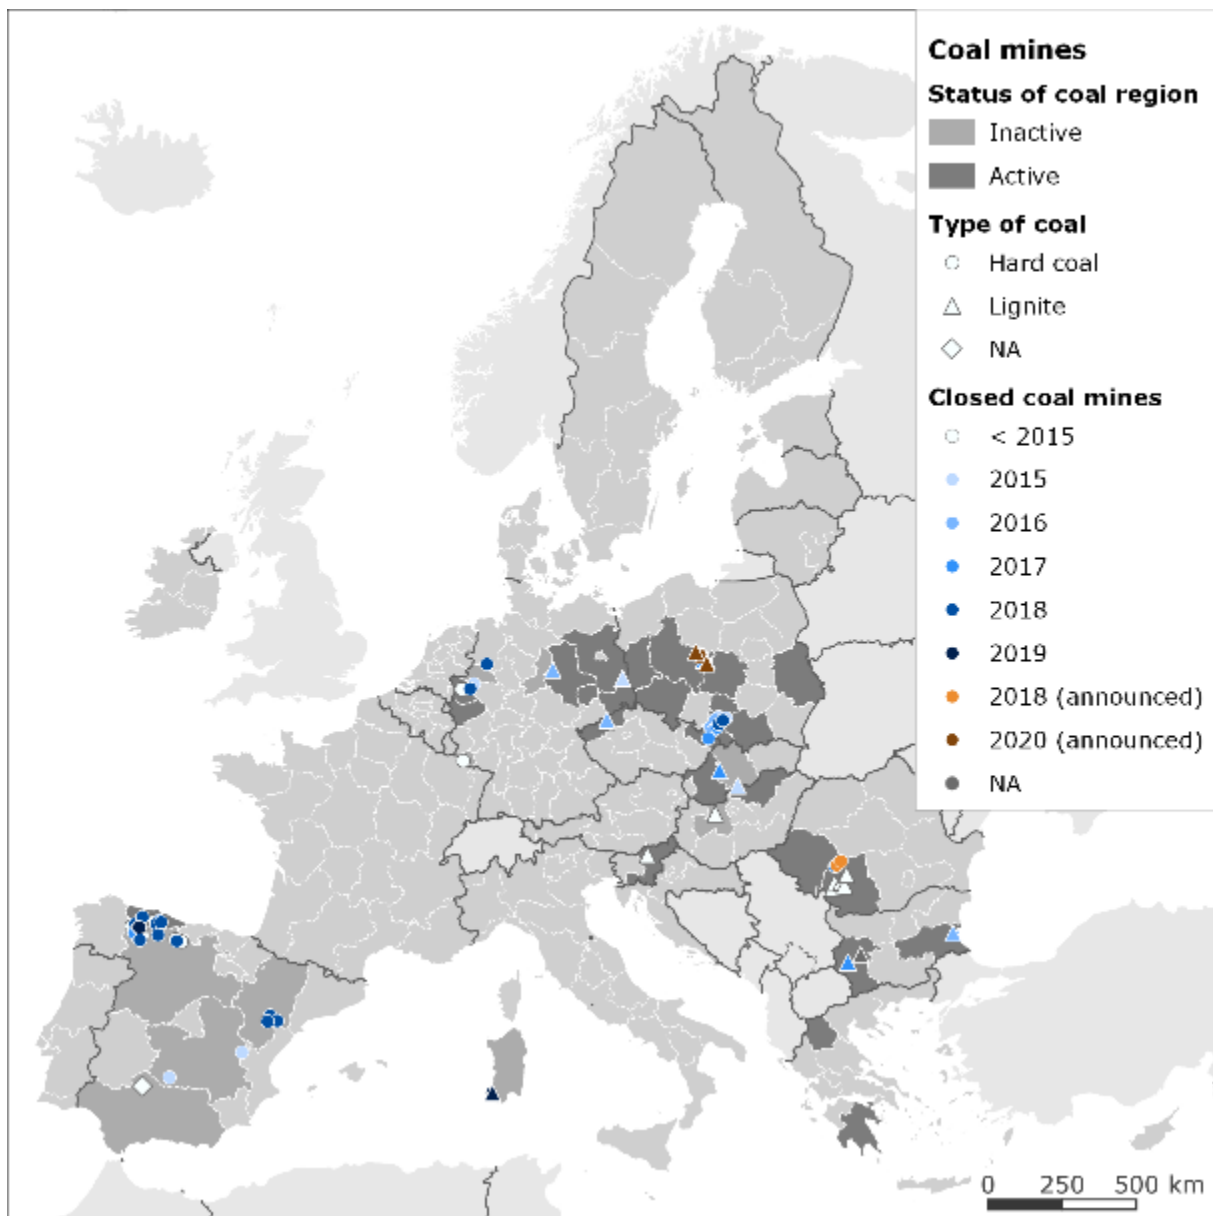 Coal mines
Status of coal region
Inactive
Active
Type of coal
Hard coal
Lignite
NA
Closed coal mines
< 2015
2015
2016
2017
2018
2019
2018 (announced)
2020 (announced)
NA
0 250 500 km